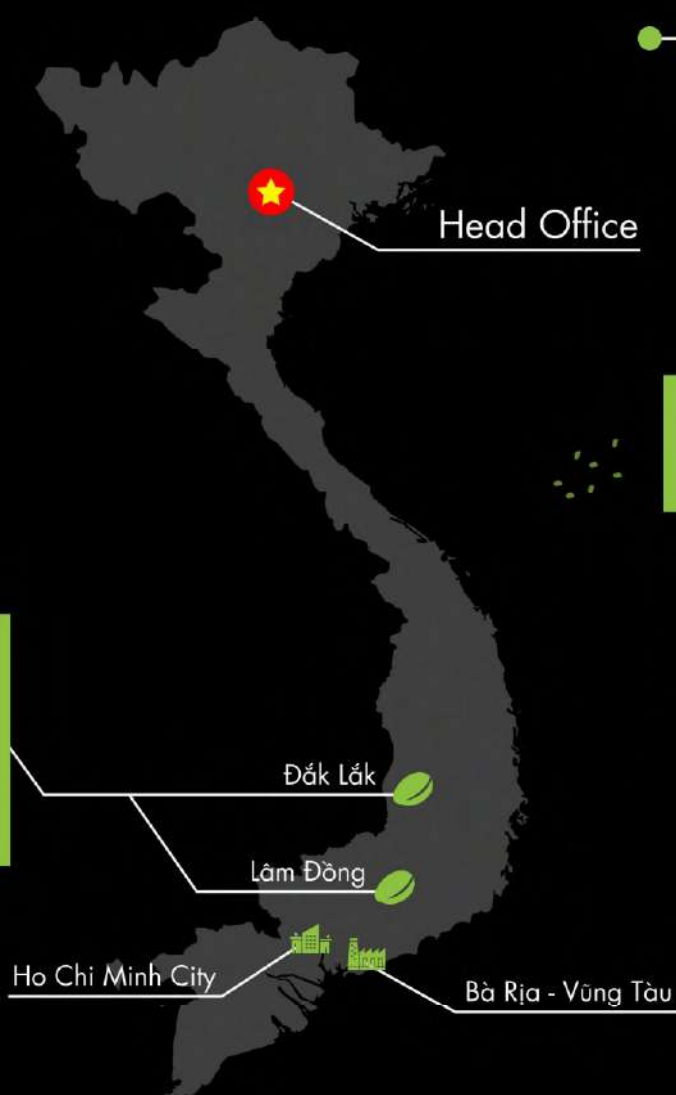 Head Office
Đắk Lắk
Lâm Đồng
Ho Chi Minh City
Bà Rịa - Vũng Tàu